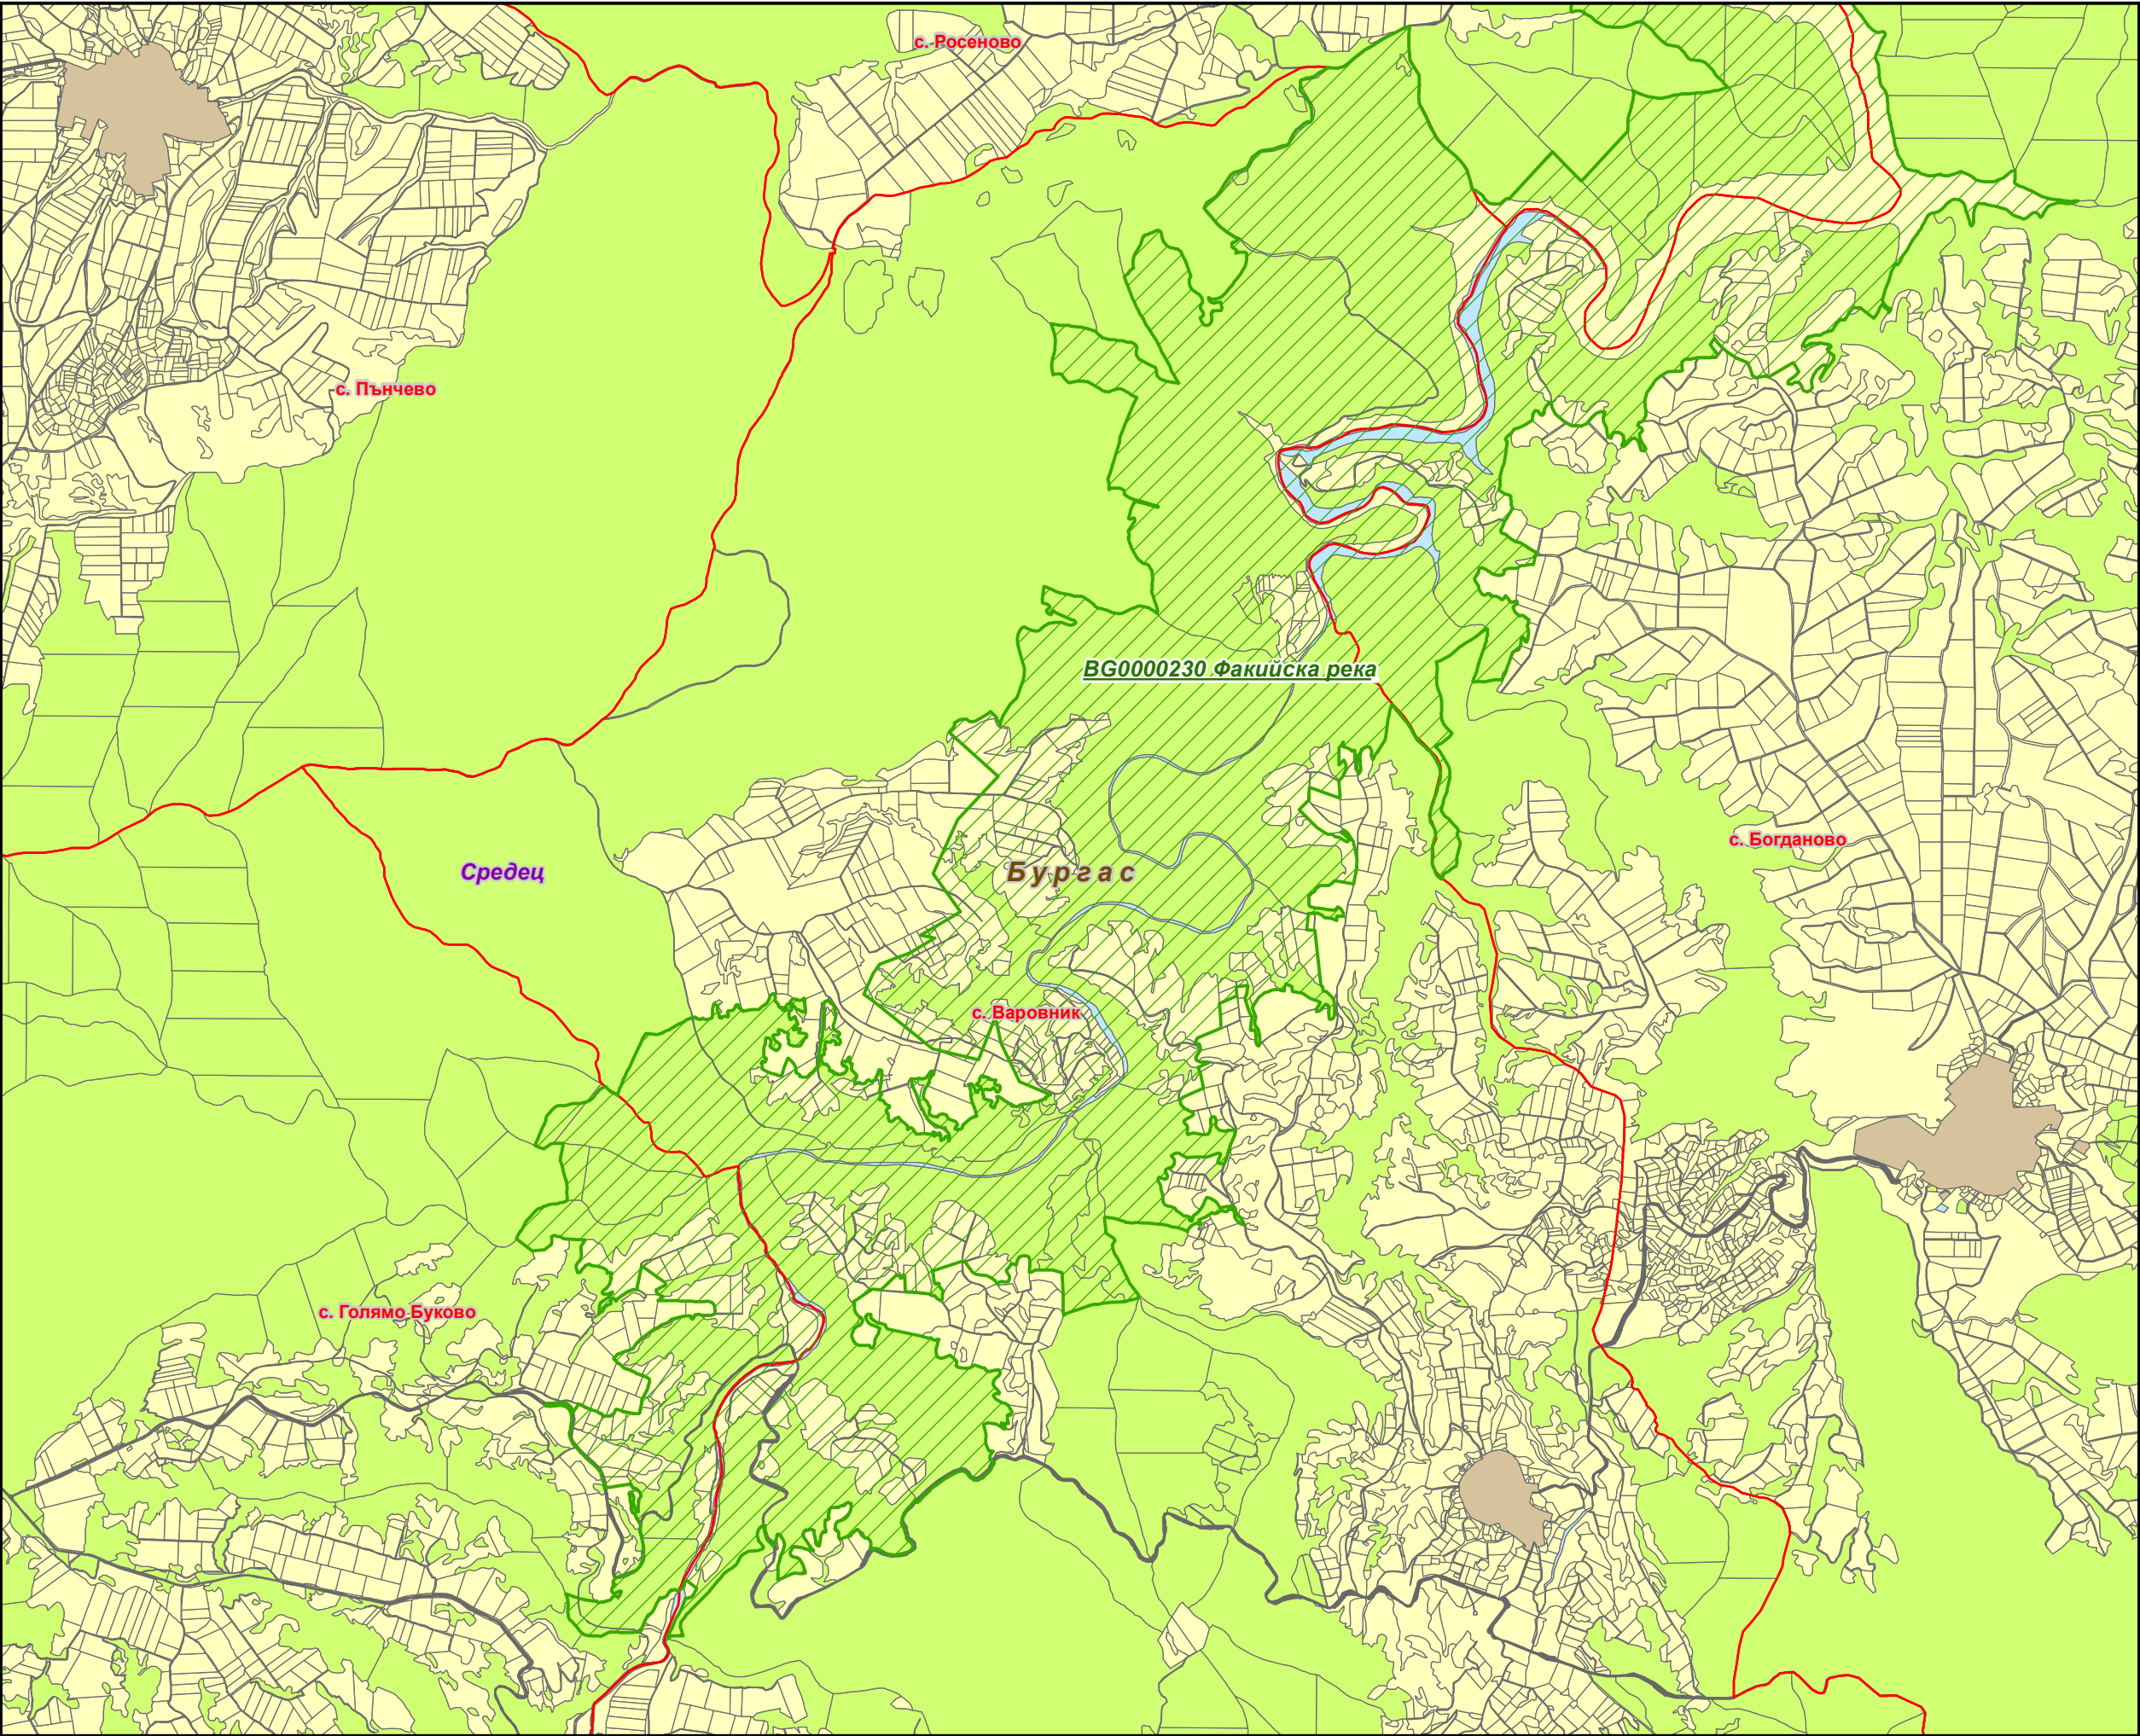 с. Росеново
с. Пънчево
BG0000230 Факийска река
с. Богданово
Средец
Бургас
с. Варовник
с. Голямо Буково